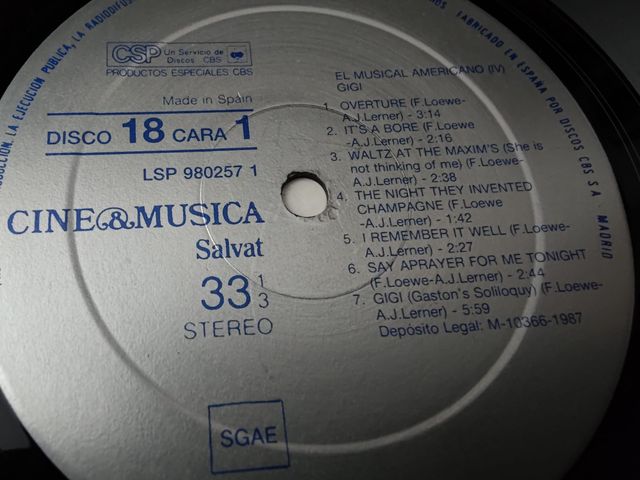 CSP Un Servicio de
Discos CBS
PRODUCTOS ESPECIALES CBS
Made in Spain
DISCO 18 CARA 1
LSP 980257 1
CINE & MUSICA
Salvat
33 1/3
STEREO
SGAE
EL MUSICAL AMERICANO (IV)
GIGI
1. OVERTURE (F.Loewe-
A.J.Lerner) - 3:14
2. IT'S A BORE (F.Loewe
-A.J.Lerner) - 2:16
3. WALTZ AT THE MAXIM'S (She is
not thinking of me) (F.Loewe-
A.J.Lerner) - 2:38
4. THE NIGHT THEY INVENTED
CHAMPAGNE (F.Loewe
-A.J.Lerner) - 1:42
5. I REMEMBER IT WELL (F.Loewe-
A.J.Lerner) - 2:27
6. SAY APRAYER FOR ME TONIGHT
(F.Loewe-A.J.Lerner) - 2:44
7. GIGI (Gaston's Soliloquy) (F.Loewe-
A.J.Lerner) - 5:59
Depósito Legal: M-10366-1987
LA EJECUCION PUBLICA, LA RADIODIFUS
FABRICADO EN ESPAÑA POR DISCOS CBS S.A. MADRID